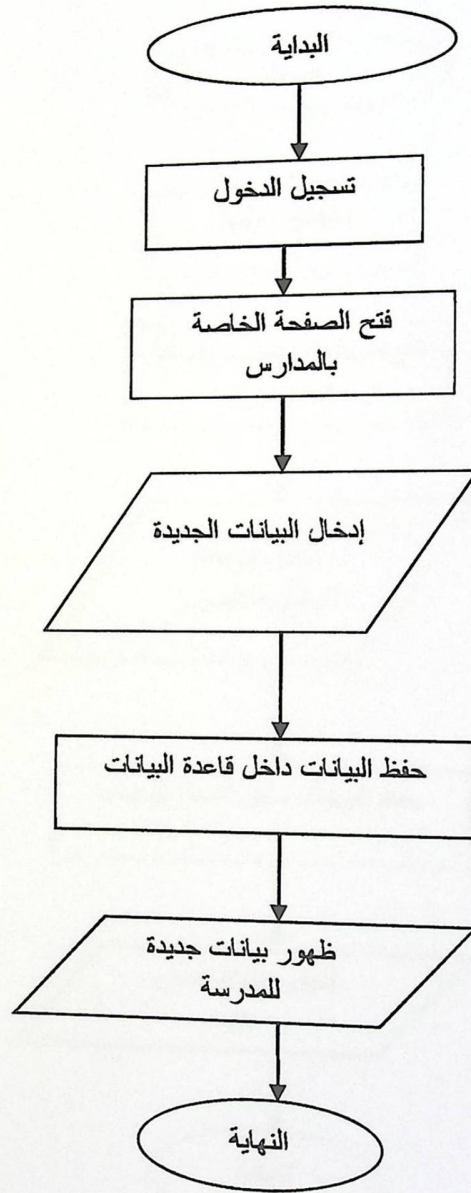 البداية
تسجيل الدخول
فتح الصفحة الخاصة
بالمدارس
إدخال البيانات الجديدة
حفظ البيانات داخل قاعدة البيانات
ظهور بيانات جديدة
للمدرسة
النهاية